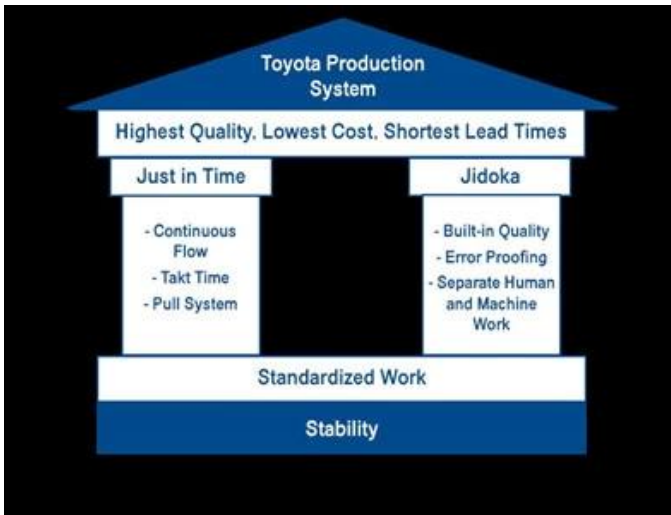 Toyota Production
System
Highest Quality, Lowest Cost, Shortest Lead Times
Just in Time
- Continuous
Flow
- Takt Time
- Pull System
Jidoka
- Built-in Quality
- Error Proofing
- Separate Human
and Machine
Work
Standardized Work
Stability